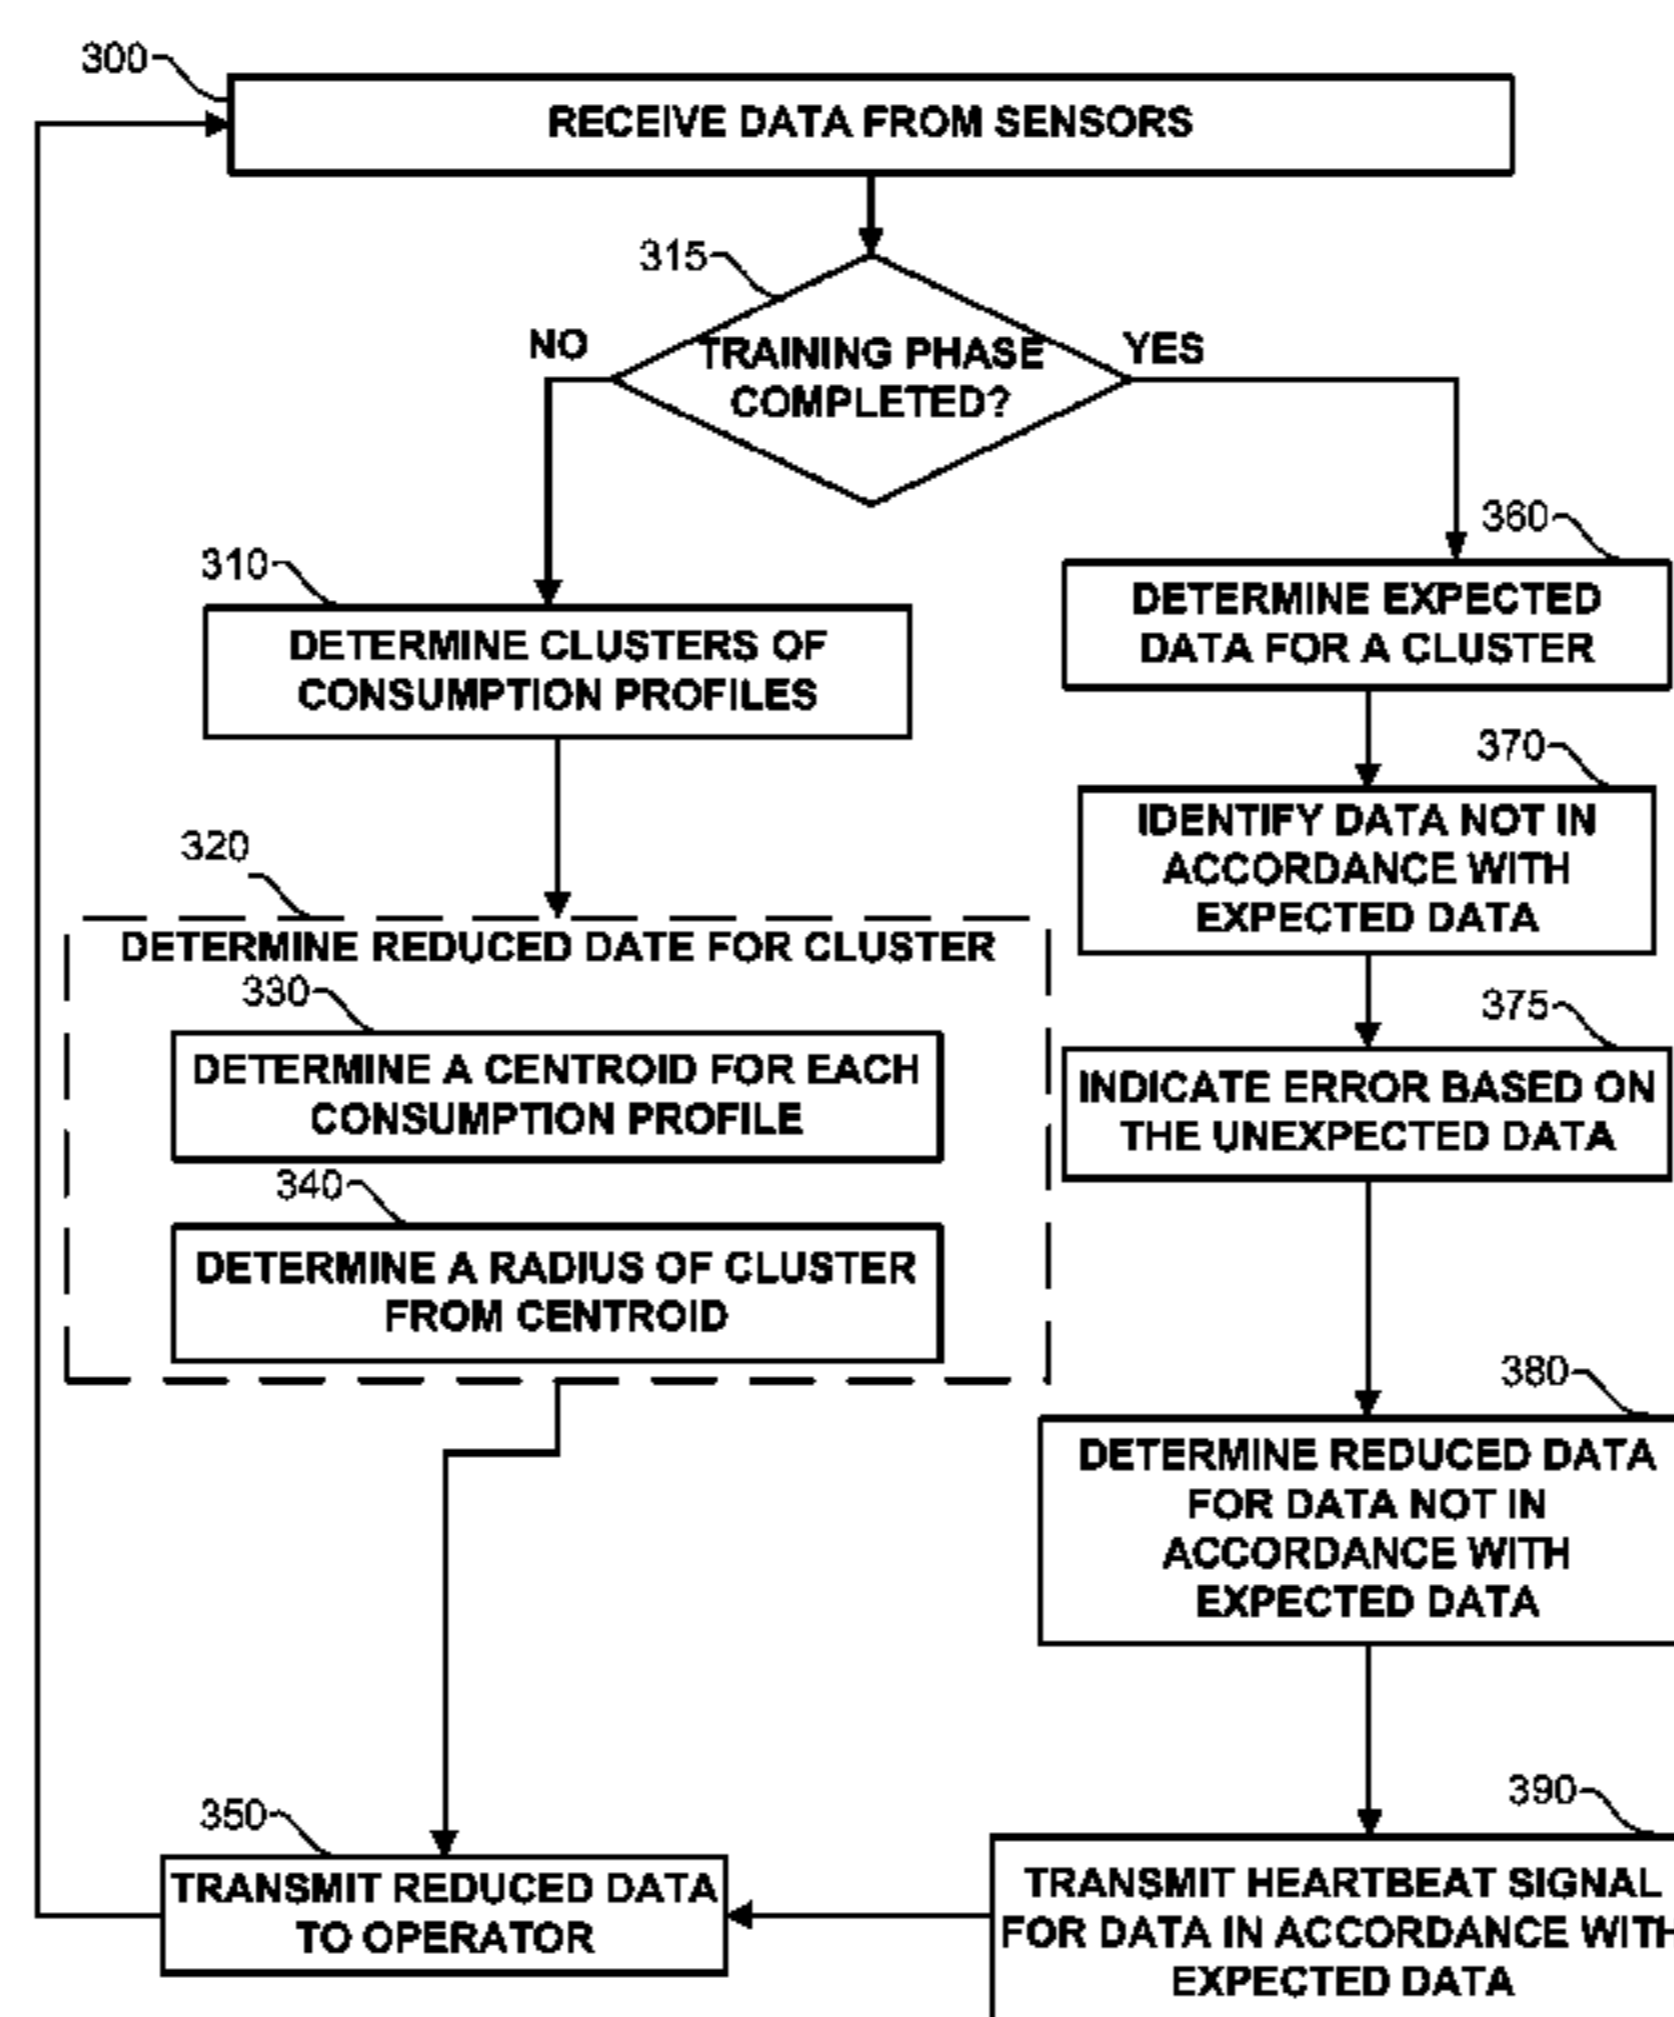 300
RECEIVE DATA FROM SENSORS
315
NO
TRAINING PHASE
COMPLETED?
YES
310
DETERMINE CLUSTERS OF
CONSUMPTION PROFILES
320
DETERMINE REDUCED DATE FOR CLUSTER
330
DETERMINE A CENTROID FOR EACH
CONSUMPTION PROFILE
340
DETERMINE A RADIUS OF CLUSTER
FROM CENTROID
360
DETERMINE EXPECTED
DATA FOR A CLUSTER
370
IDENTIFY DATA NOT IN
ACCORDANCE WITH
EXPECTED DATA
375
INDICATE ERROR BASED ON
THE UNEXPECTED DATA
380
DETERMINE REDUCED DATA
FOR DATA NOT IN
ACCORDANCE WITH
EXPECTED DATA
390
TRANSMIT HEARTBEAT SIGNAL
FOR DATA IN ACCORDANCE WITH
EXPECTED DATA
350
TRANSMIT REDUCED DATA
TO OPERATOR